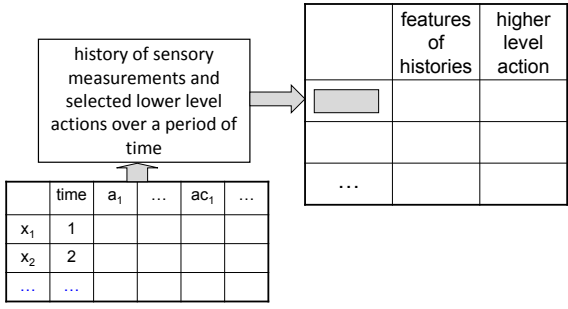 history of sensory
measurements and
selected lower level
actions over a period of
time
features
of
histories
higher
level
action
…
time a₁ … ac₁ …
x₁ 1
x₂ 2
… …